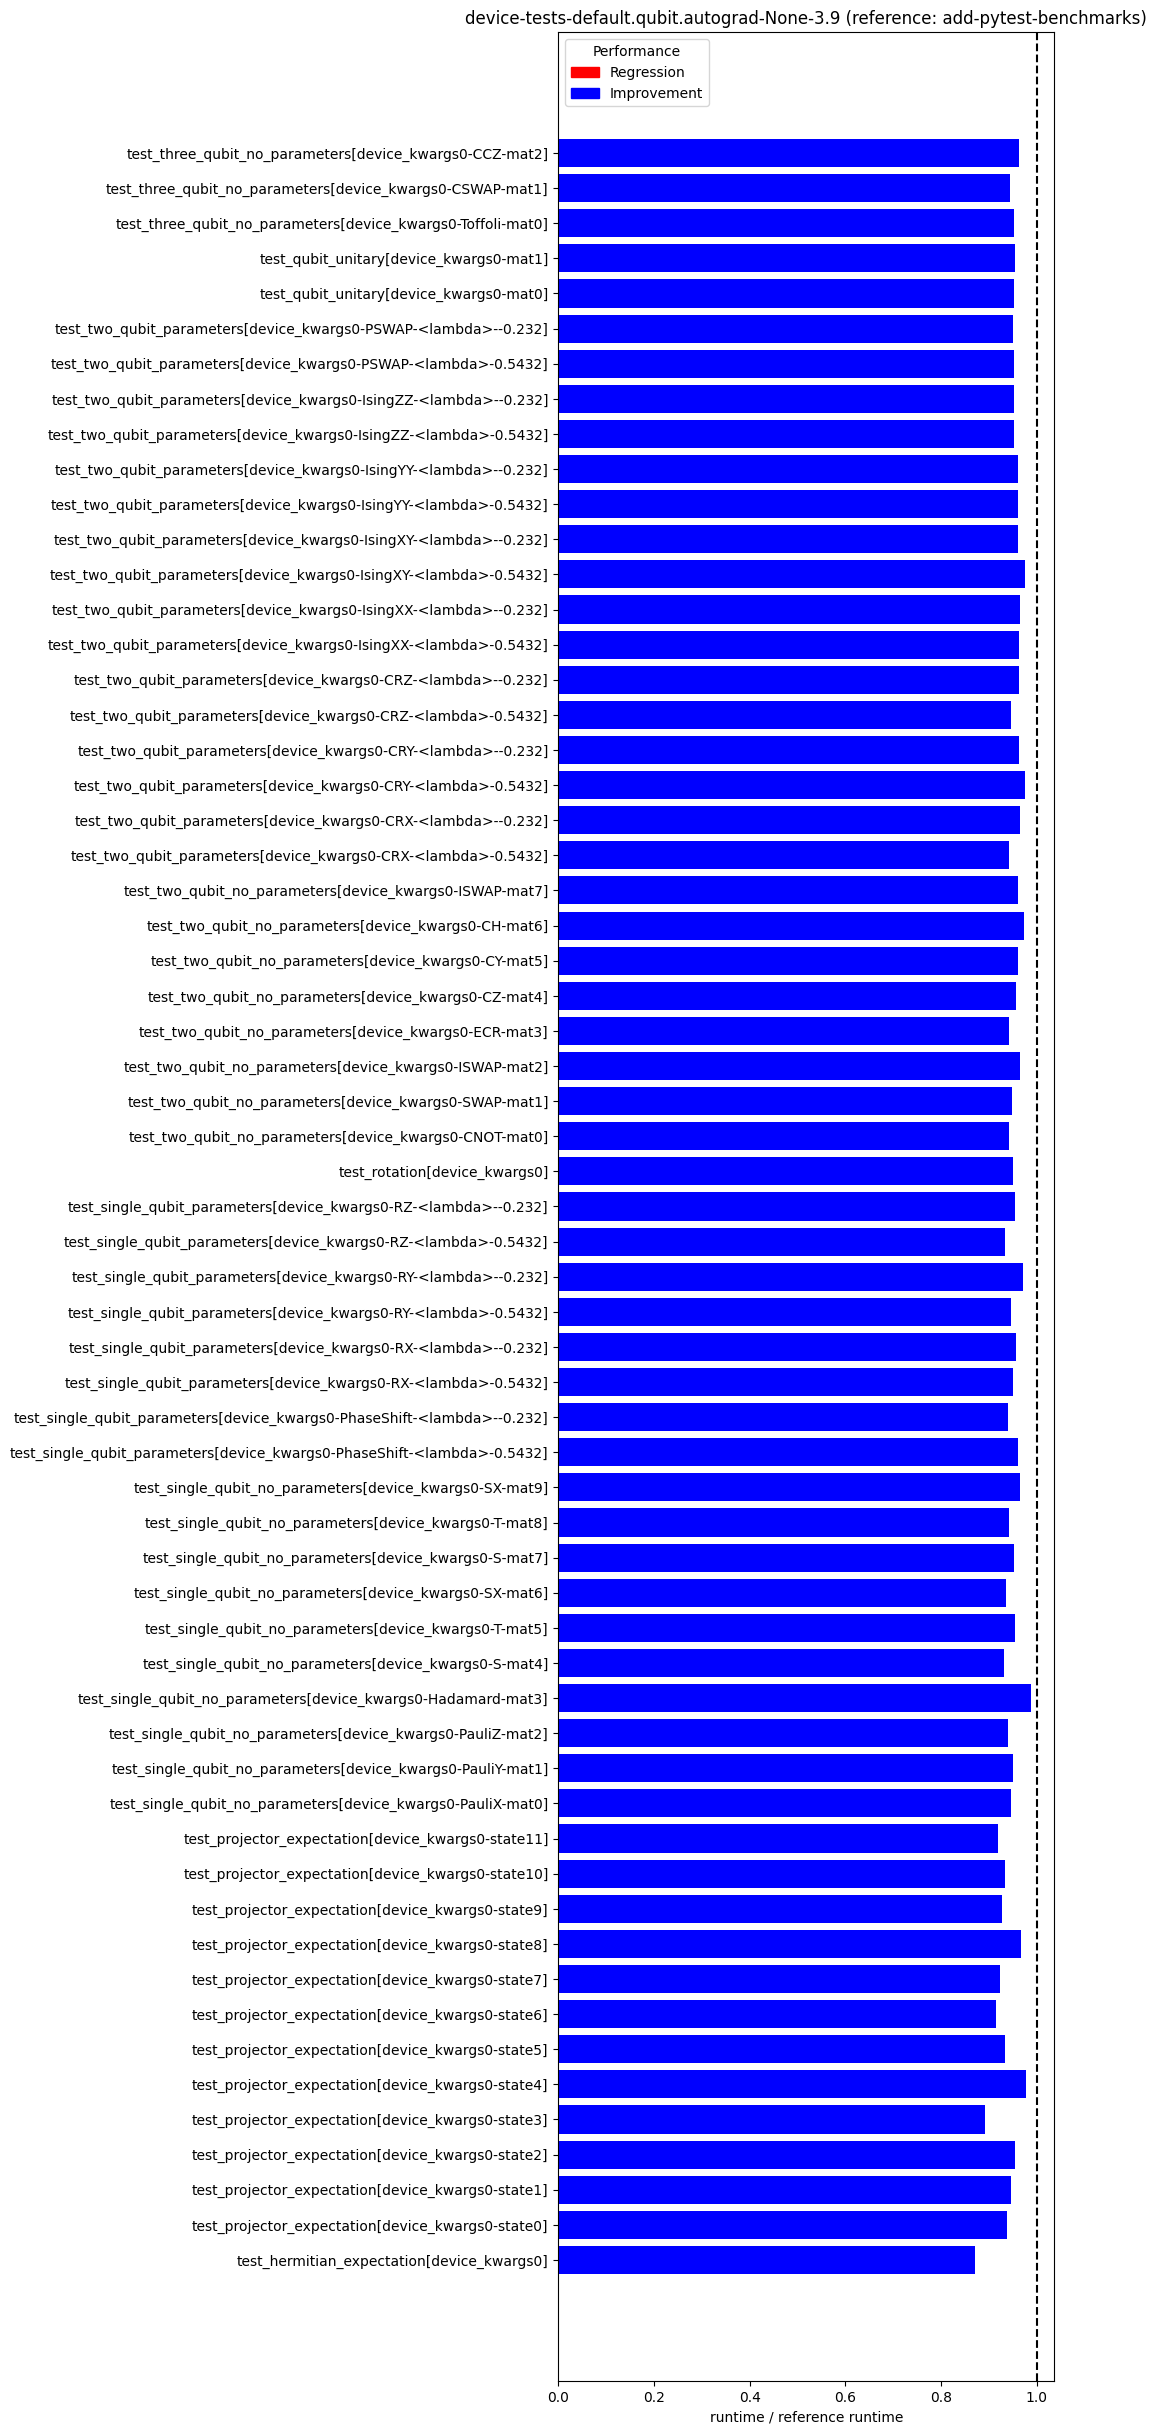 device-tests-default.qubit.autograd-None-3.9 (reference: add-pytest-benchmarks)
Performance
Regression
Improvement
test_three_qubit_no_parameters[device_kwargs0-CCZ-mat2]
test_three_qubit_no_parameters[device_kwargs0-CSWAP-mat1]
test_three_qubit_no_parameters[device_kwargs0-Toffoli-mat0]
test_qubit_unitary[device_kwargs0-mat1]
test_qubit_unitary[device_kwargs0-mat0]
test_two_qubit_parameters[device_kwargs0-PSWAP-<lambda>--0.232]
test_two_qubit_parameters[device_kwargs0-PSWAP-<lambda>-0.5432]
test_two_qubit_parameters[device_kwargs0-IsingZZ-<lambda>--0.232]
test_two_qubit_parameters[device_kwargs0-IsingZZ-<lambda>-0.5432]
test_two_qubit_parameters[device_kwargs0-IsingYY-<lambda>--0.232]
test_two_qubit_parameters[device_kwargs0-IsingYY-<lambda>-0.5432]
test_two_qubit_parameters[device_kwargs0-IsingXY-<lambda>--0.232]
test_two_qubit_parameters[device_kwargs0-IsingXY-<lambda>-0.5432]
test_two_qubit_parameters[device_kwargs0-IsingXX-<lambda>--0.232]
test_two_qubit_parameters[device_kwargs0-IsingXX-<lambda>-0.5432]
test_two_qubit_parameters[device_kwargs0-CRZ-<lambda>--0.232]
test_two_qubit_parameters[device_kwargs0-CRZ-<lambda>-0.5432]
test_two_qubit_parameters[device_kwargs0-CRY-<lambda>--0.232]
test_two_qubit_parameters[device_kwargs0-CRY-<lambda>-0.5432]
test_two_qubit_parameters[device_kwargs0-CRX-<lambda>--0.232]
test_two_qubit_parameters[device_kwargs0-CRX-<lambda>-0.5432]
test_two_qubit_no_parameters[device_kwargs0-ISWAP-mat7]
test_two_qubit_no_parameters[device_kwargs0-CH-mat6]
test_two_qubit_no_parameters[device_kwargs0-CY-mat5]
test_two_qubit_no_parameters[device_kwargs0-CZ-mat4]
test_two_qubit_no_parameters[device_kwargs0-ECR-mat3]
test_two_qubit_no_parameters[device_kwargs0-ISWAP-mat2]
test_two_qubit_no_parameters[device_kwargs0-SWAP-mat1]
test_two_qubit_no_parameters[device_kwargs0-CNOT-mat0]
test_rotation[device_kwargs0]
test_single_qubit_parameters[device_kwargs0-RZ-<lambda>--0.232]
test_single_qubit_parameters[device_kwargs0-RZ-<lambda>-0.5432]
test_single_qubit_parameters[device_kwargs0-RY-<lambda>--0.232]
test_single_qubit_parameters[device_kwargs0-RY-<lambda>-0.5432]
test_single_qubit_parameters[device_kwargs0-RX-<lambda>--0.232]
test_single_qubit_parameters[device_kwargs0-RX-<lambda>-0.5432]
test_single_qubit_parameters[device_kwargs0-PhaseShift-<lambda>--0.232]
test_single_qubit_parameters[device_kwargs0-PhaseShift-<lambda>-0.5432]
test_single_qubit_no_parameters[device_kwargs0-SX-mat9]
test_single_qubit_no_parameters[device_kwargs0-T-mat8]
test_single_qubit_no_parameters[device_kwargs0-S-mat7]
test_single_qubit_no_parameters[device_kwargs0-SX-mat6]
test_single_qubit_no_parameters[device_kwargs0-T-mat5]
test_single_qubit_no_parameters[device_kwargs0-S-mat4]
test_single_qubit_no_parameters[device_kwargs0-Hadamard-mat3]
test_single_qubit_no_parameters[device_kwargs0-PauliZ-mat2]
test_single_qubit_no_parameters[device_kwargs0-PauliY-mat1]
test_single_qubit_no_parameters[device_kwargs0-PauliX-mat0]
test_projector_expectation[device_kwargs0-state11]
test_projector_expectation[device_kwargs0-state10]
test_projector_expectation[device_kwargs0-state9]
test_projector_expectation[device_kwargs0-state8]
test_projector_expectation[device_kwargs0-state7]
test_projector_expectation[device_kwargs0-state6]
test_projector_expectation[device_kwargs0-state5]
test_projector_expectation[device_kwargs0-state4]
test_projector_expectation[device_kwargs0-state3]
test_projector_expectation[device_kwargs0-state2]
test_projector_expectation[device_kwargs0-state1]
test_projector_expectation[device_kwargs0-state0]
test_hermitian_expectation[device_kwargs0]
0.0 0.2 0.4 0.6 0.8 1.0
runtime / reference runtime